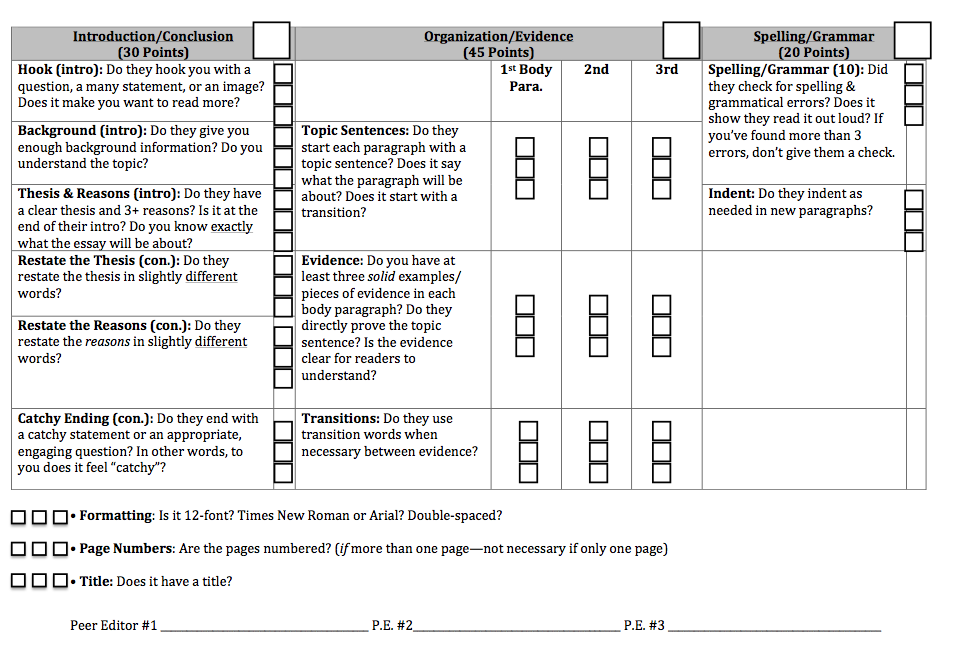 Introduction/Conclusion
(30 Points)
Organization/Evidence
(45 Points)
Spelling/Grammar
(20 Points)
Hook (intro): Do they hook you with a
question, a many statement, or an image?
Does it make you want to read more?
Background (intro): Do they give you
enough background information? Do you
understand the topic?
Thesis & Reasons (intro): Do they have
a clear thesis and 3+ reasons? Is it at the
end of their intro? Do you know exactly
what the essay will be about?
Restate the Thesis (con.): Do they
restate the thesis in slightly different
words?
Restate the Reasons (con.): Do they
restate the reasons in slightly different
words?
Catchy Ending (con.): Do they end with
a catchy statement or an appropriate,
engaging question? In other words, to
you does it feel “catchy”?
1st Body
Para.
2nd
3rd
Topic Sentences: Do they
start each paragraph with a
topic sentence? Does it say
what the paragraph will be
about? Does it start with a
transition?
Evidence: Do you have at
least three solid examples/
pieces of evidence in each
body paragraph? Do they
directly prove the topic
sentence? Is the evidence
clear for readers to
understand?
Transitions: Do they use
transition words when
necessary between evidence?
Spelling/Grammar (10): Did
they check for spelling &
grammatical errors? Does it
show they read it out loud? If
you’ve found more than 3
errors, don’t give them a check.
Indent: Do they indent as
needed in new paragraphs?
• Formatting: Is it 12-font? Times New Roman or Arial? Double-spaced?
• Page Numbers: Are the pages numbered? (if more than one page—not necessary if only one page)
• Title: Does it have a title?
Peer Editor #1 ______________________________ P.E. #2______________________________ P.E. #3 ______________________________